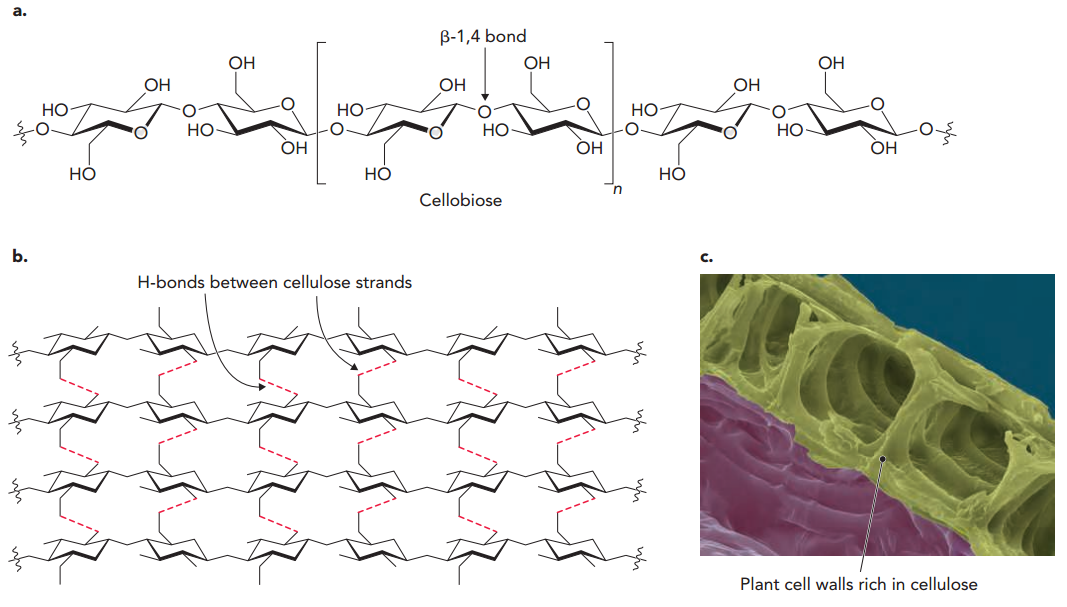 a.
β-1,4 bond
OH
OH
OH
OH
OH
OH
HO
O
O
HO
O
O
HO
O
O
O
HO
O
O
HO
O
O
HO
O
O
OH
OH
OH
HO
HO
HO
n
Cellobiose
b.
H-bonds between cellulose strands
c.
Plant cell walls rich in cellulose